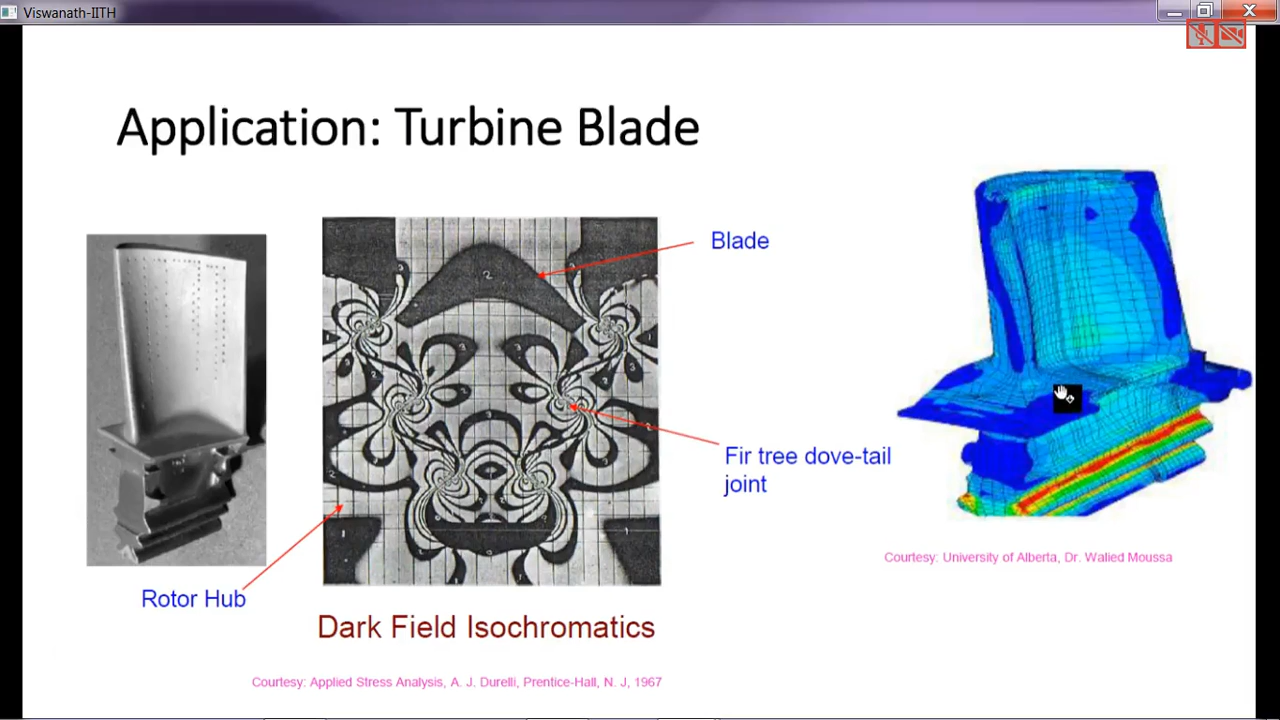 Viswanath-IITH
Application: Turbine Blade
Blade
Fir tree dove-tail
joint
Courtesy: University of Alberta, Dr. Walied Moussa
Rotor Hub
Dark Field Isochromatics
Courtesy: Applied Stress Analysis, A. J. Durelli, Prentice-Hall, N. J, 1967